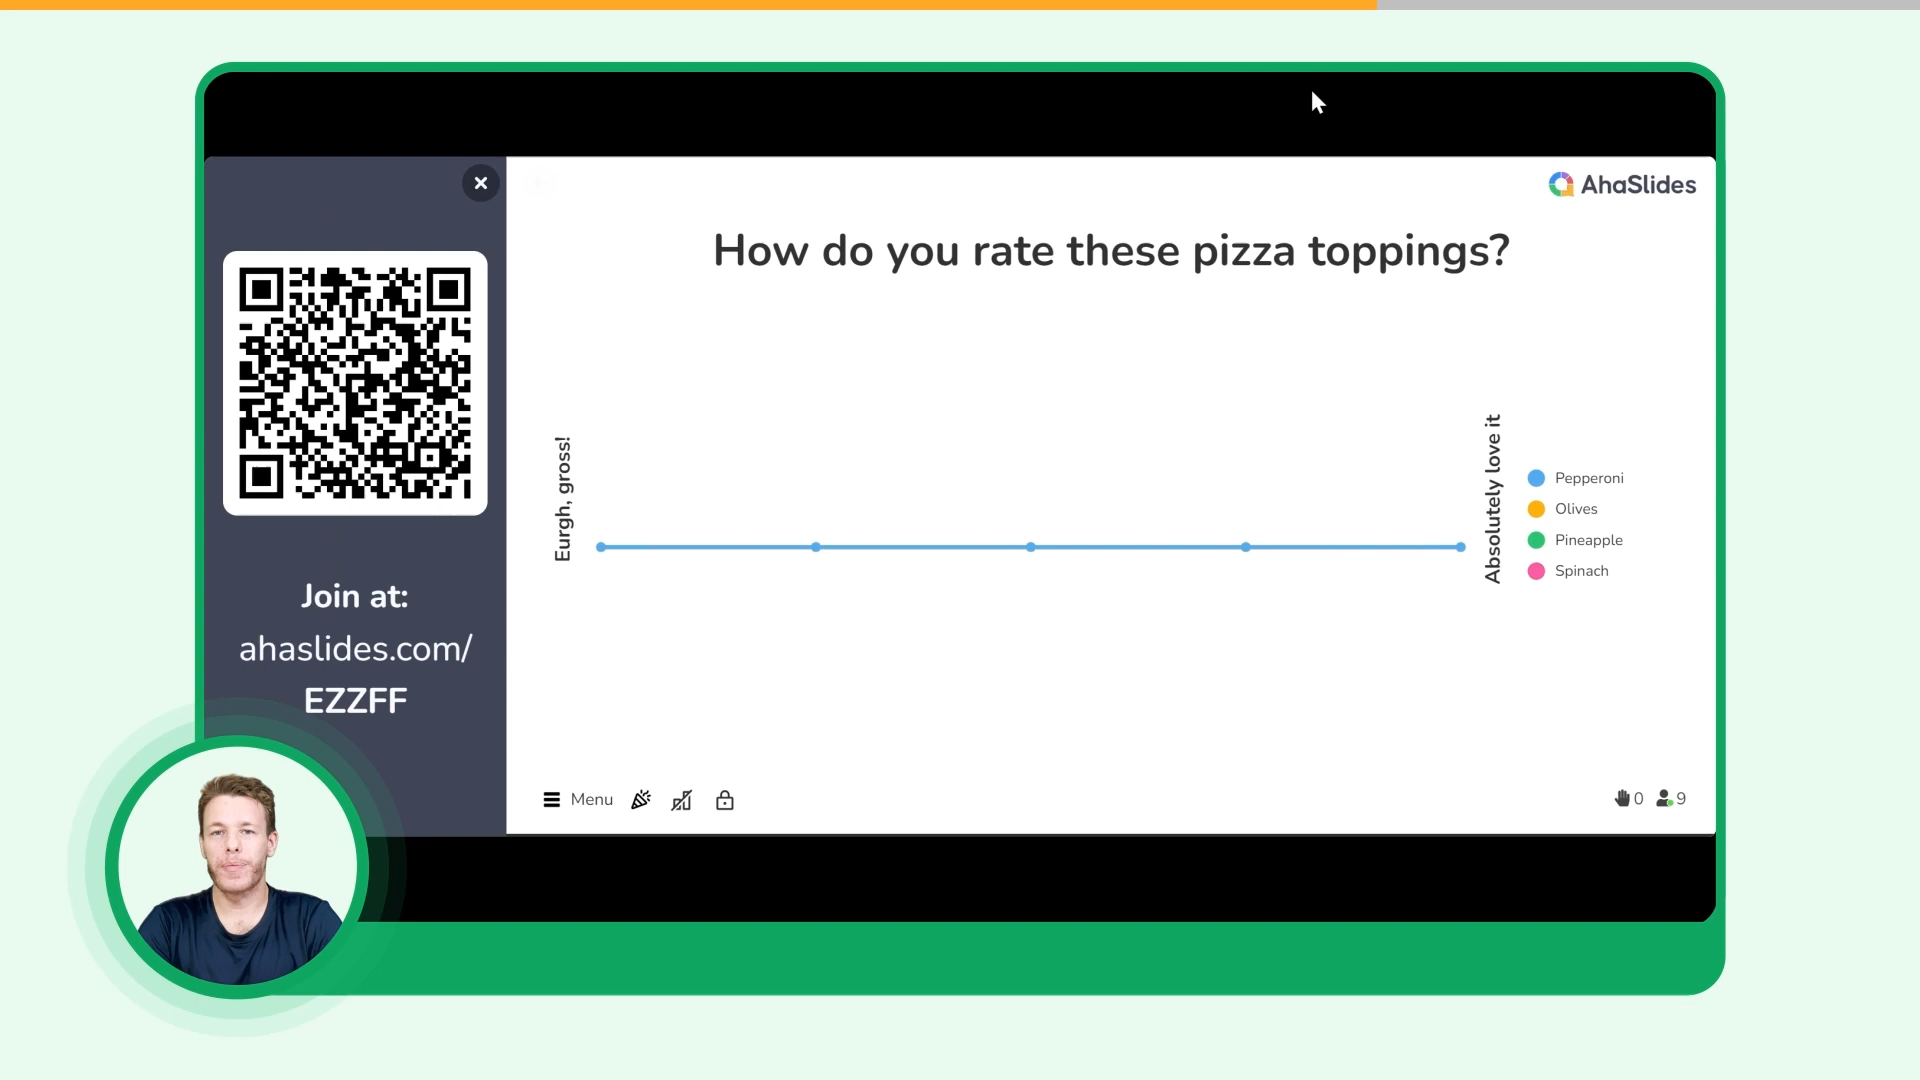 AhaSlides
How do you rate these pizza toppings?
Join at:
ahaslides.com/
EZZFF
Eurgh, gross!
Absolutely love it
Pepperoni
Olives
Pineapple
Spinach
Menu
0
9